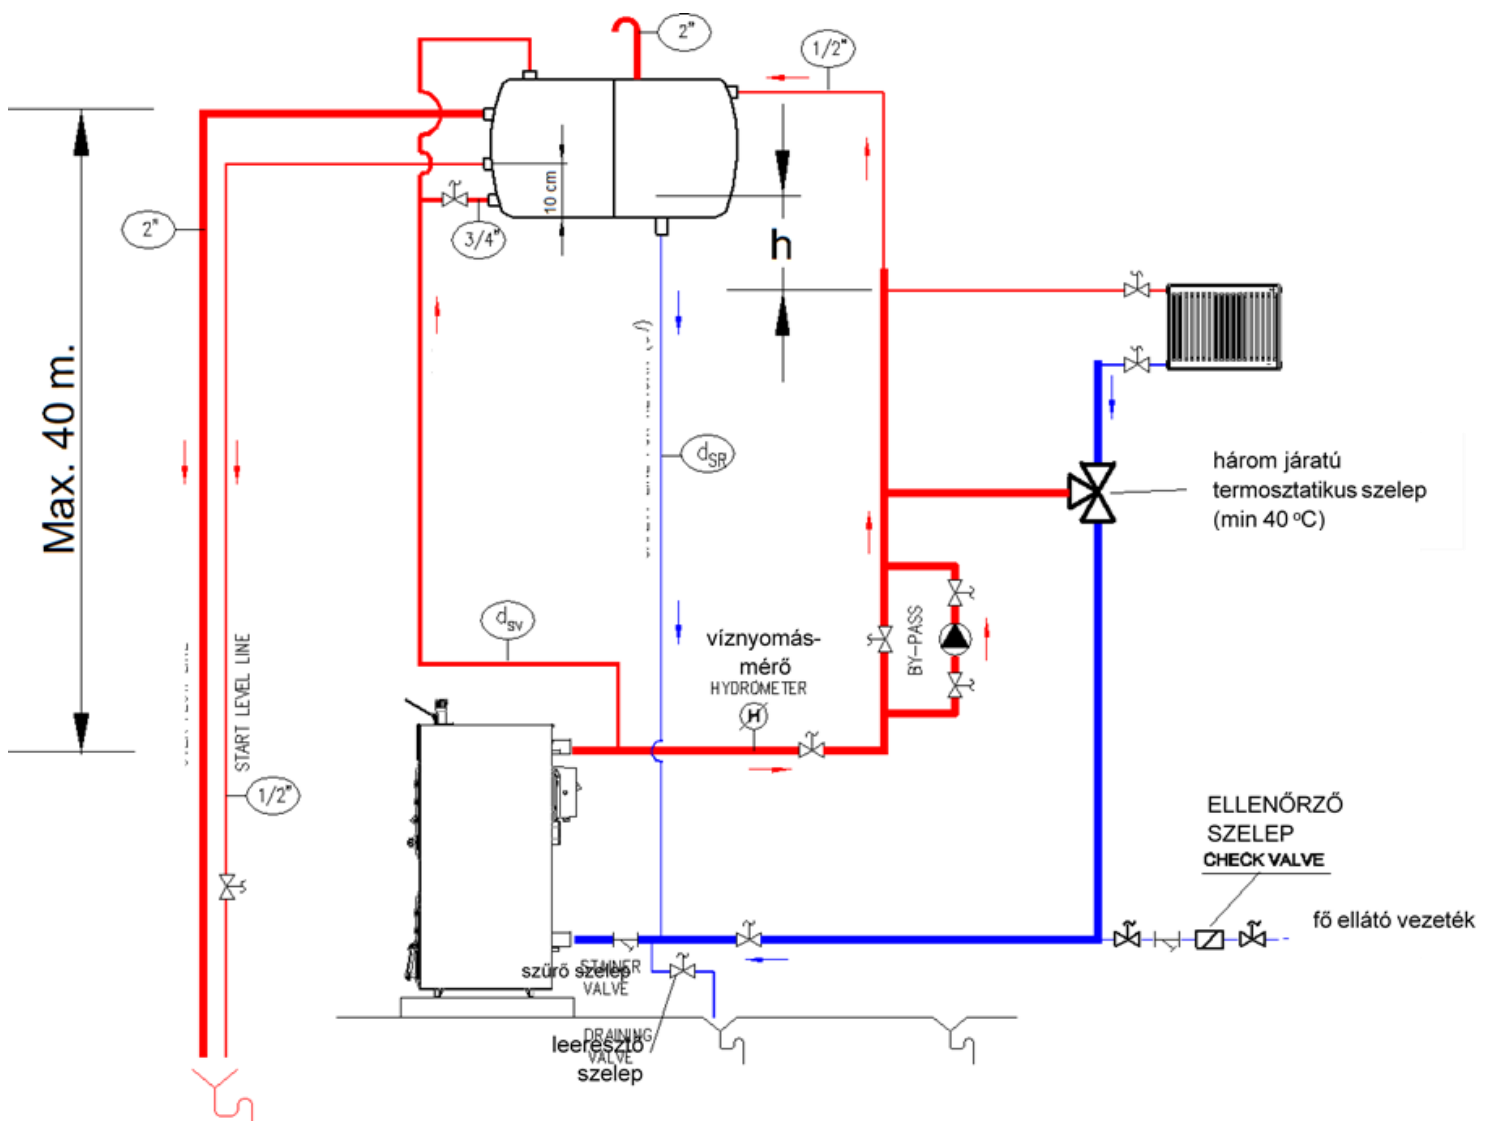 2"
1/2"
10 cm
3/4"
2"
h
Max. 40 m.
dSR
három járatú
termosztatikus szelep
(min 40 °C)
dSV
víznyomás-
mérő
HYDROMETER
H
BY-PASS
START LEVEL LINE
1/2"
ELLENŐRZŐ
SZELEP
CHECK VALVE
fő ellátó vezeték
szűrő szelep
VALVE
DRAINING
VALVE
leeresztő
szelep